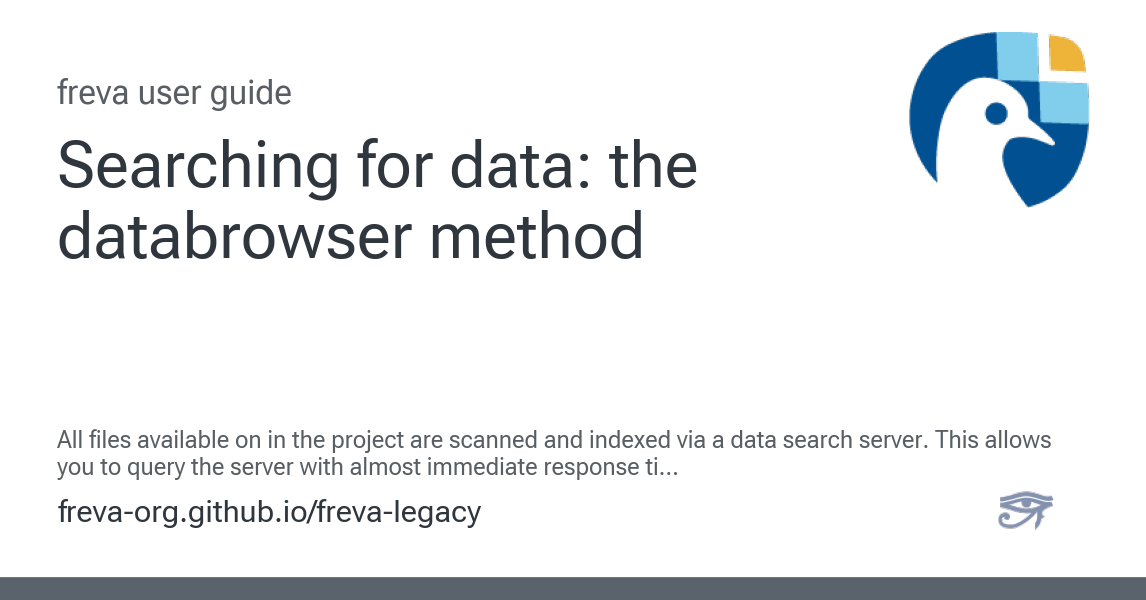 freva user guide
Searching for data: the
databrowser method
All files available on in the project are scanned and indexed via a data search server. This allows
you to query the server with almost immediate response ti...
freva-org.github.io/freva-legacy